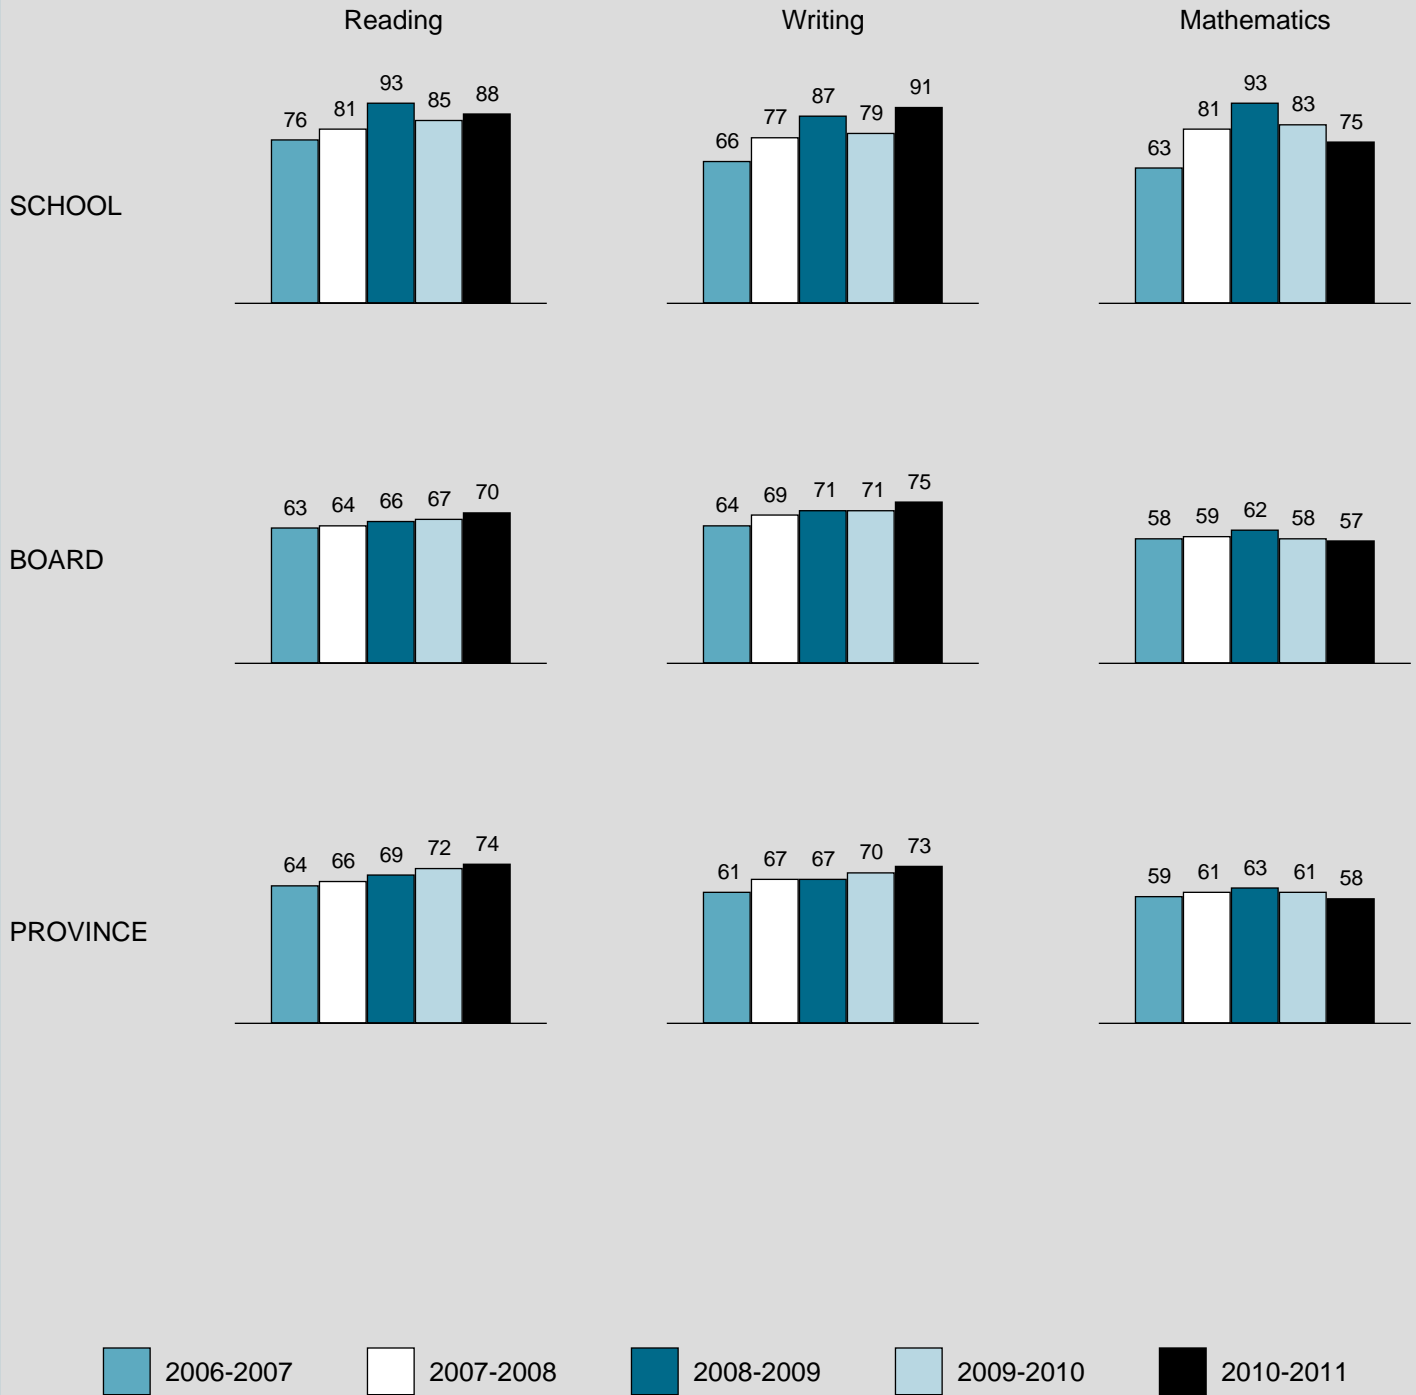 Reading Writing Mathematics
SCHOOL
76 81 93 85 88
66 77 87 79 91
63 81 93 83 75
BOARD
63 64 66 67 70
64 69 71 71 75
58 59 62 58 57
PROVINCE
64 66 69 72 74
61 67 67 70 73
59 61 63 61 58
2006-2007 2007-2008 2008-2009 2009-2010 2010-2011